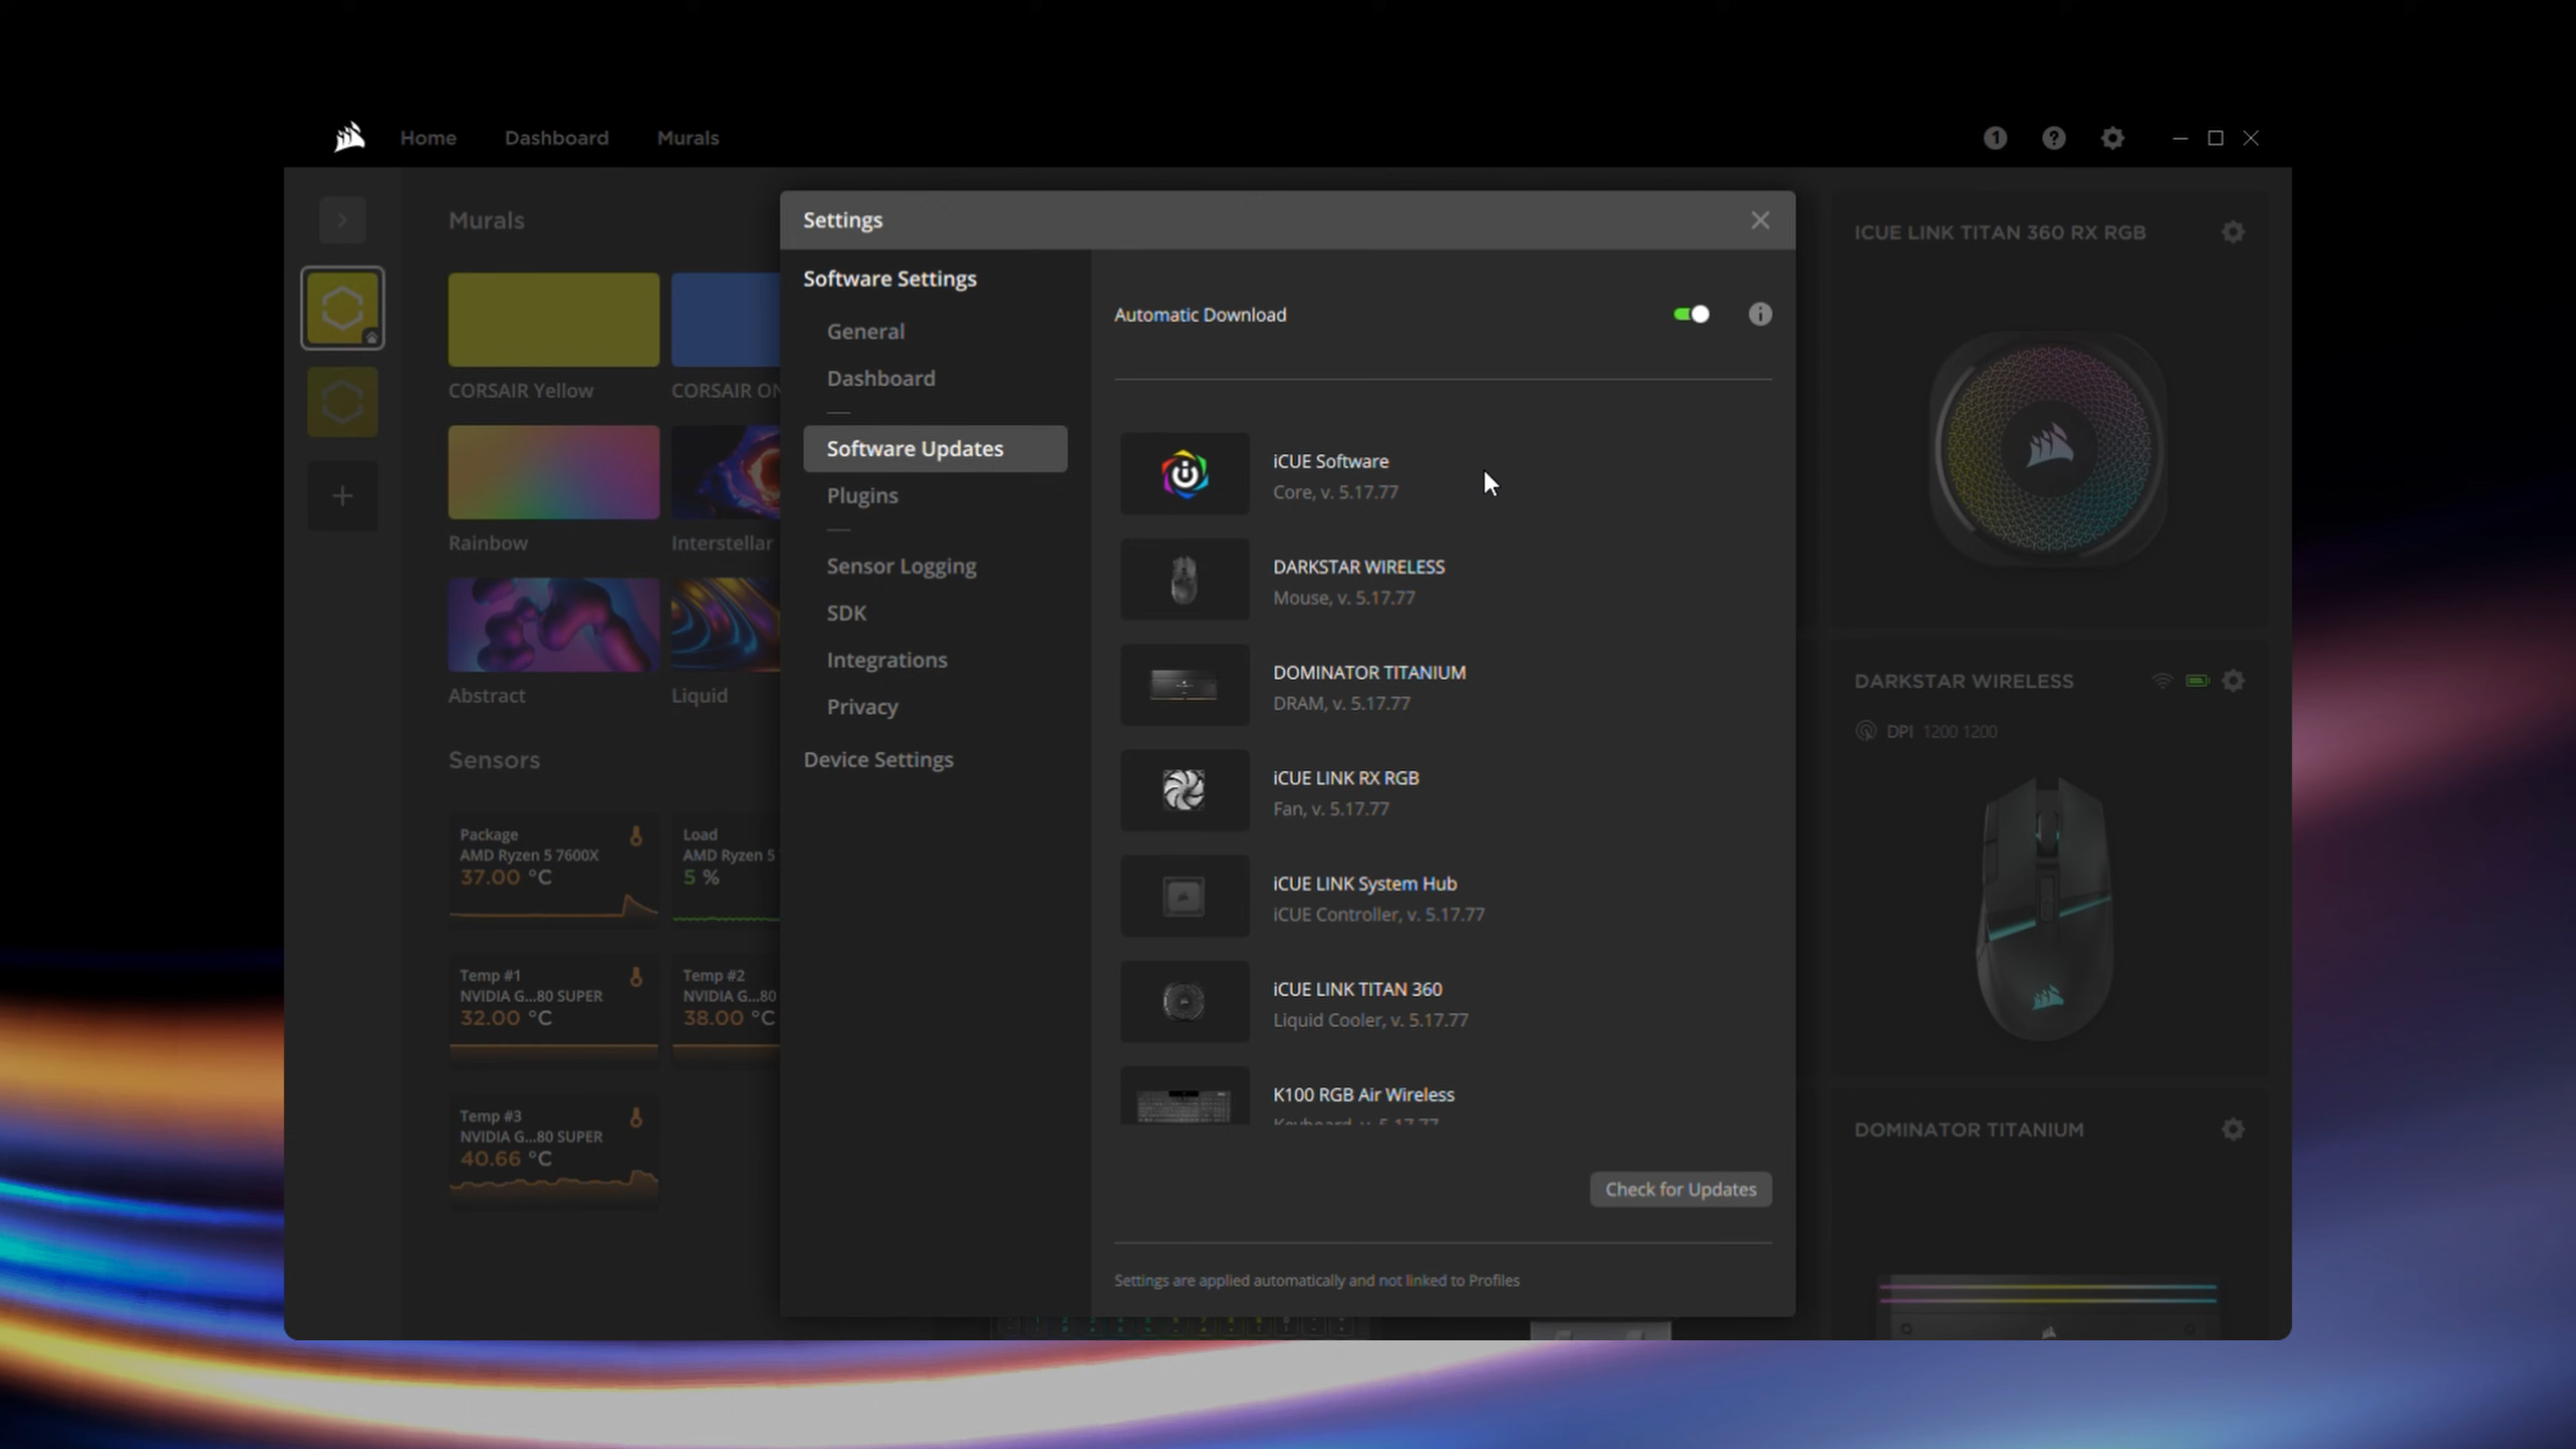 Home
Dashboard
Murals
1
?
Settings
Murals
CORSAIR Yellow
CORSAIR ON
Rainbow
Interstellar
Abstract
Liquid
Sensors
Package
AMD Ryzen 5 7600X
37.00 °C
Load
AMD Ryzen 5
5 %
Temp #1
NVIDIA G...80 SUPER
32.00 °C
Temp #2
NVIDIA G...80
38.00 °C
Temp #3
NVIDIA G...80 SUPER
40.66 °C
Software Settings
General
Dashboard
Software Updates
Plugins
Sensor Logging
SDK
Integrations
Privacy
Device Settings
Automatic Download
i
iCUE Software
Core, v. 5.17.77
DARKSTAR WIRELESS
Mouse, v. 5.17.77
DOMINATOR TITANIUM
DRAM, v. 5.17.77
iCUE LINK RX RGB
Fan, v. 5.17.77
iCUE LINK System Hub
iCUE Controller, v. 5.17.77
iCUE LINK TITAN 360
Liquid Cooler, v. 5.17.77
K100 RGB Air Wireless
Keyboard, v. 5.17.77
Check for Updates
Settings are applied automatically and not linked to Profiles
ICUE LINK TITAN 360 RX RGB
DARKSTAR WIRELESS
DPI 1200 1200
DOMINATOR TITANIUM